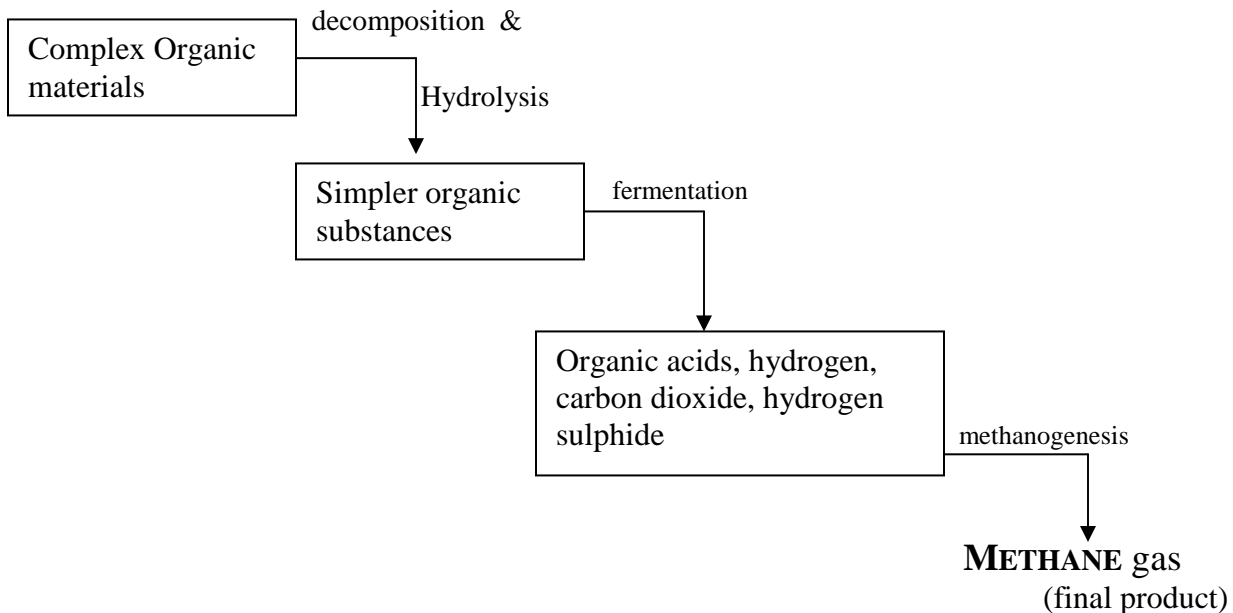 decomposition &
Complex Organic
materials
Hydrolysis
Simpler organic
substances
fermentation
Organic acids, hydrogen,
carbon dioxide, hydrogen
sulphide
methanogenesis
METHANE gas
(final product)